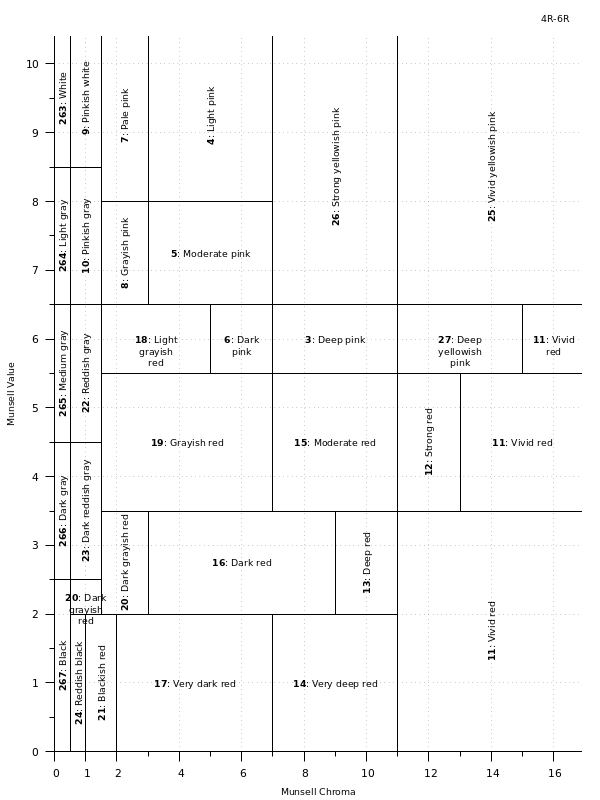 4R-6R
10
9
8
7
6
5
4
3
2
1
0
Munsell Value
263: White
9: Pinkish white
7: Pale pink
4: Light pink
26: Strong yellowish pink
25: Vivid yellowish pink
264: Light gray
10: Pinkish gray
8: Grayish pink
5: Moderate pink
265: Medium gray
22: Reddish gray
18: Light
grayish
red
6: Dark
pink
3: Deep pink
27: Deep
yellowish
pink
11: Vivid
red
19: Grayish red
15: Moderate red
12: Strong red
11: Vivid red
266: Dark gray
23: Dark reddish gray
20: Dark grayish red
16: Dark red
13: Deep red
11: Vivid red
20: Dark
grayish
red
267: Black
24: Reddish black
21: Blackish red
17: Very dark red
14: Very deep red
0 1 2 4 6 8 10 12 14 16
Munsell Chroma